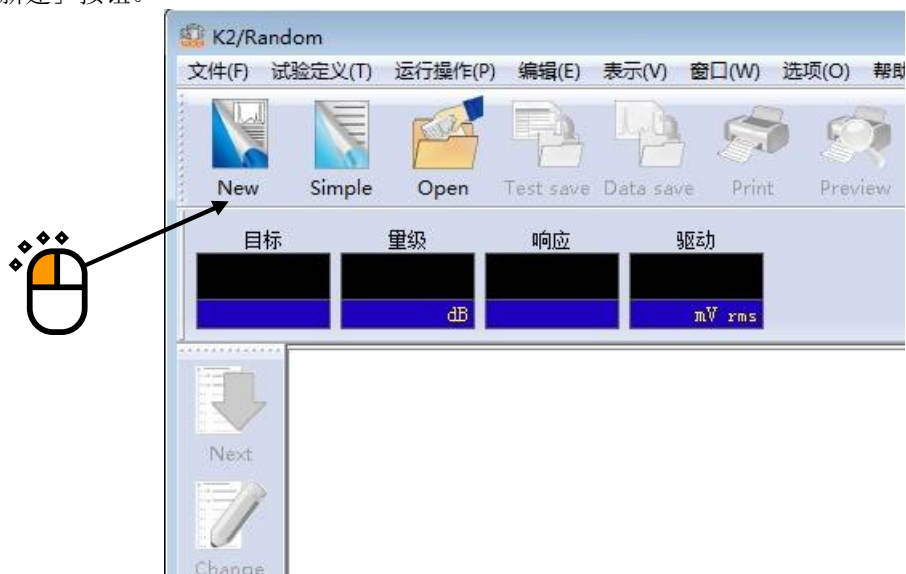 新建」按钮。
K2/Random
文件(F) 试验定义(T) 运行操作(P) 编辑(E) 表示(V) 窗口(W) 选项(O) 帮助
New Simple Open Test save Data save Print Preview
目标 量级 响应 驱动
dB mV rms
Next
Change